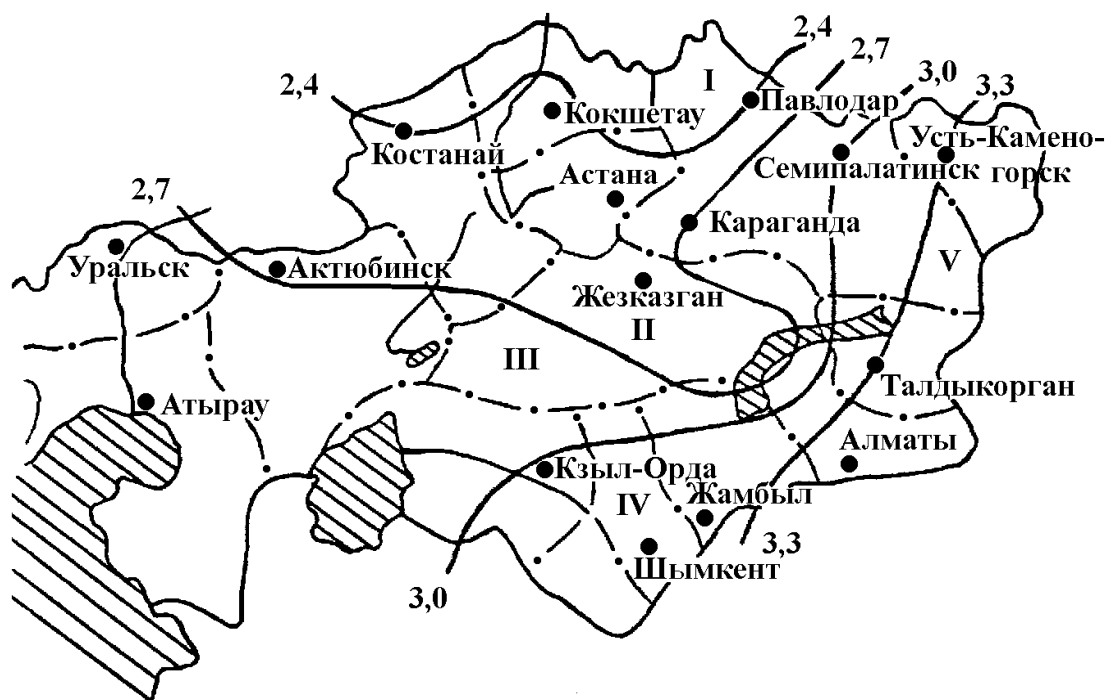 2,4
2,7
3,0
3,3
I
2,4
Кокшетау
Павлодар
Костанай
Семипалатинск
Усть-Камено-
горск
Астана
2,7
Караганда
Уральск
Актюбинск
V
Жезказган
II
III
Талдыкорган
Атырау
Алматы
Кзыл-Орда
IV
Жамбыл
Шымкент
3,3
3,0